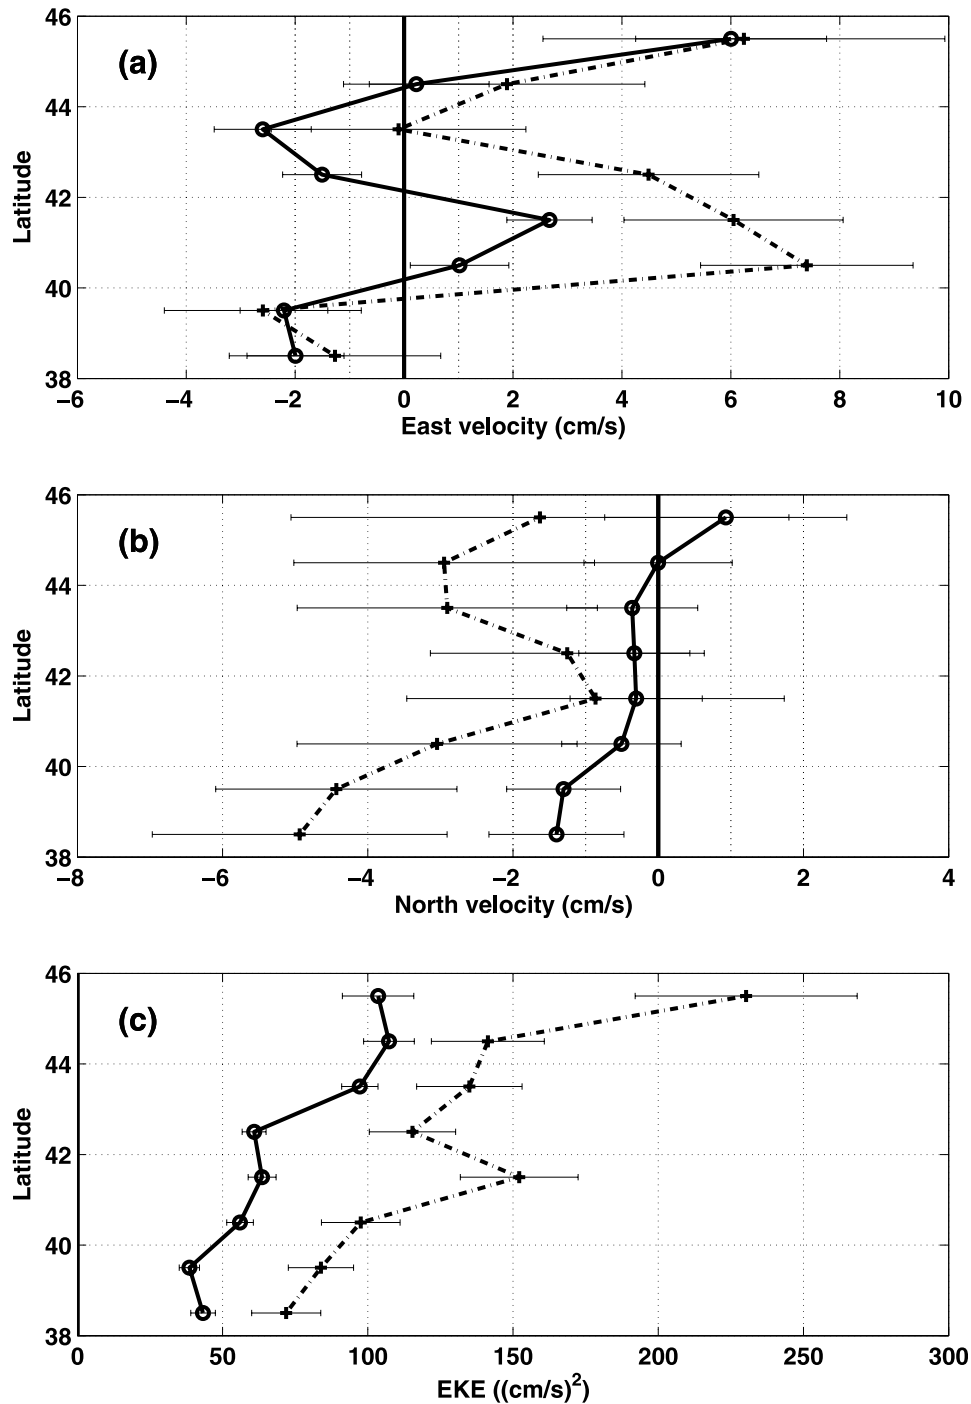 46
(a)
44
42
40
38
Latitude
−6 −4 −2 0 2 4 6 8 10
East velocity (cm/s)
46
(b)
44
42
40
38
Latitude
−8 −6 −4 −2 0 2 4
North velocity (cm/s)
46
(c)
44
42
40
38
Latitude
0 50 100 150 200 250 300
EKE ((cm/s)²)